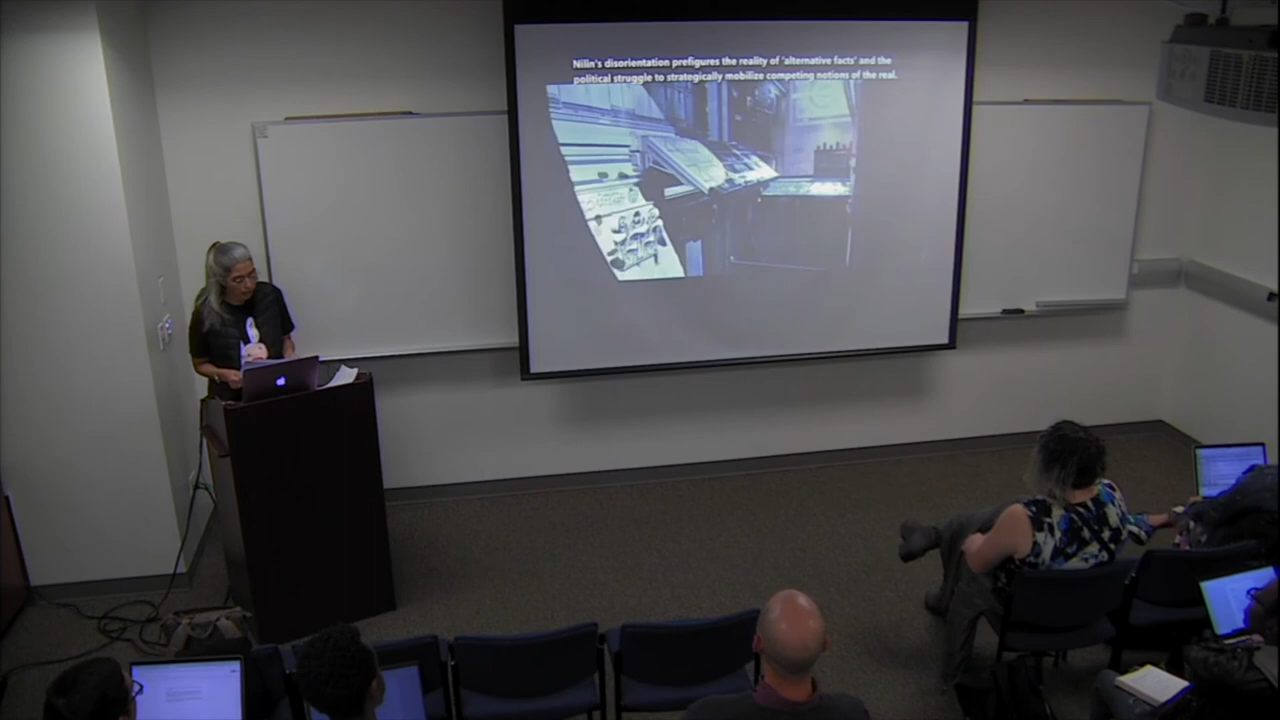 Nilin's disorientation prefigures the reality of 'alternative facts' and the
political struggle to strategically mobilize competing notions of the real.